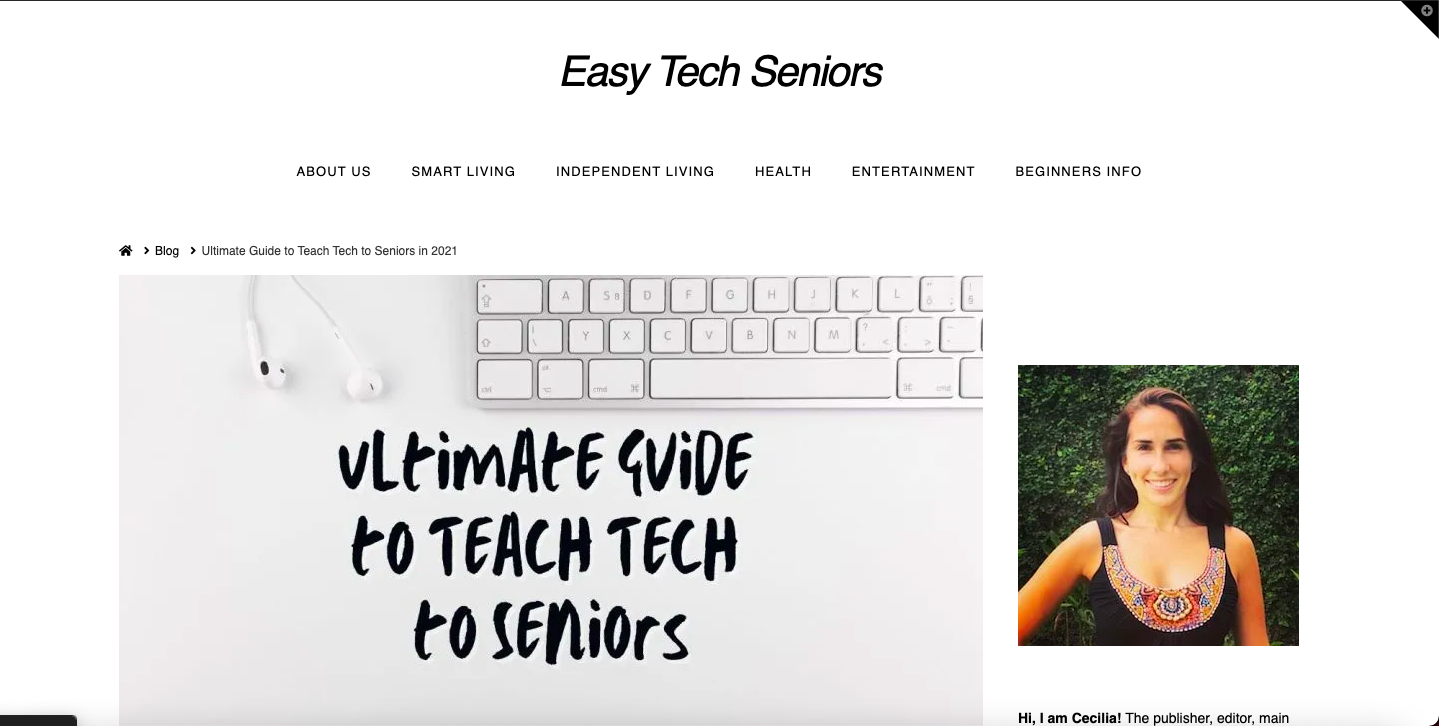 Easy Tech Seniors
ABOUT US SMART LIVING INDEPENDENT LIVING HEALTH ENTERTAINMENT BEGINNERS INFO
Blog Ultimate Guide to Teach Tech to Seniors in 2021
A S D F G H J K L Ö
Y X C V B N M
ctrl alt cmd ⌘ ⌘ cmd
ULtimAtE GUiDE
to TEACH TECH
to SENiors
Hi, I am Cecilia! The publisher, editor, main